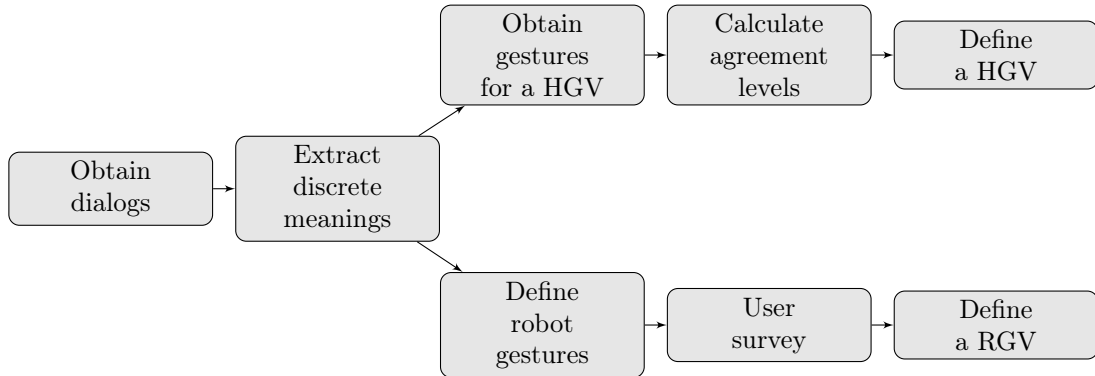 Obtain
gestures
for a HGV
Calculate
agreement
levels
Define
a HGV
Obtain
dialogs
Extract
discrete
meanings
Define
robot
gestures
User
survey
Define
a RGV